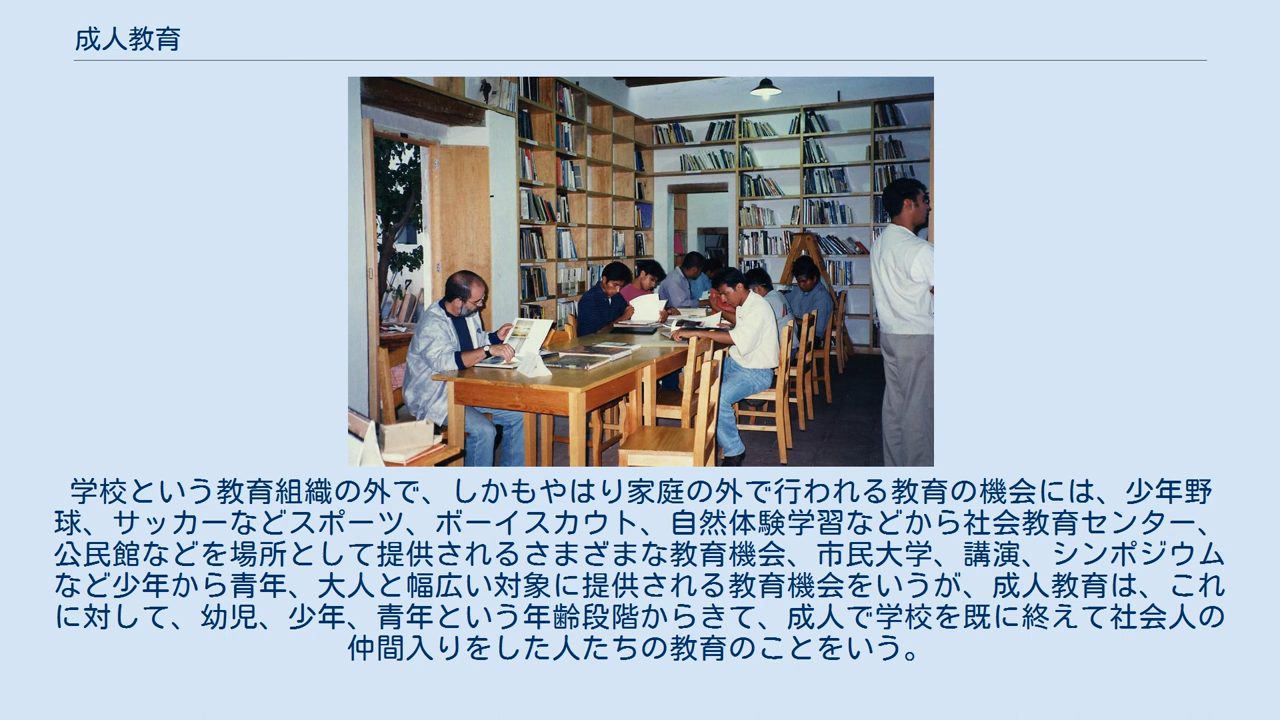 成人教育
学校という教育組織の外で、しかもやはり家庭の外で行われる教育の機会には、少年野
球、サッカーなどスポーツ、ボーイスカウト、自然体験学習などから社会教育センター、
公民館などを場所として提供されるさまざまな教育機会、市民大学、講演、シンポジウム
など少年から青年、大人と幅広い対象に提供される教育機会をいうが、成人教育は、これ
に対して、幼児、少年、青年という年齢段階からきて、成人で学校を既に終えて社会人の
仲間入りをした人たちの教育のことをいう。